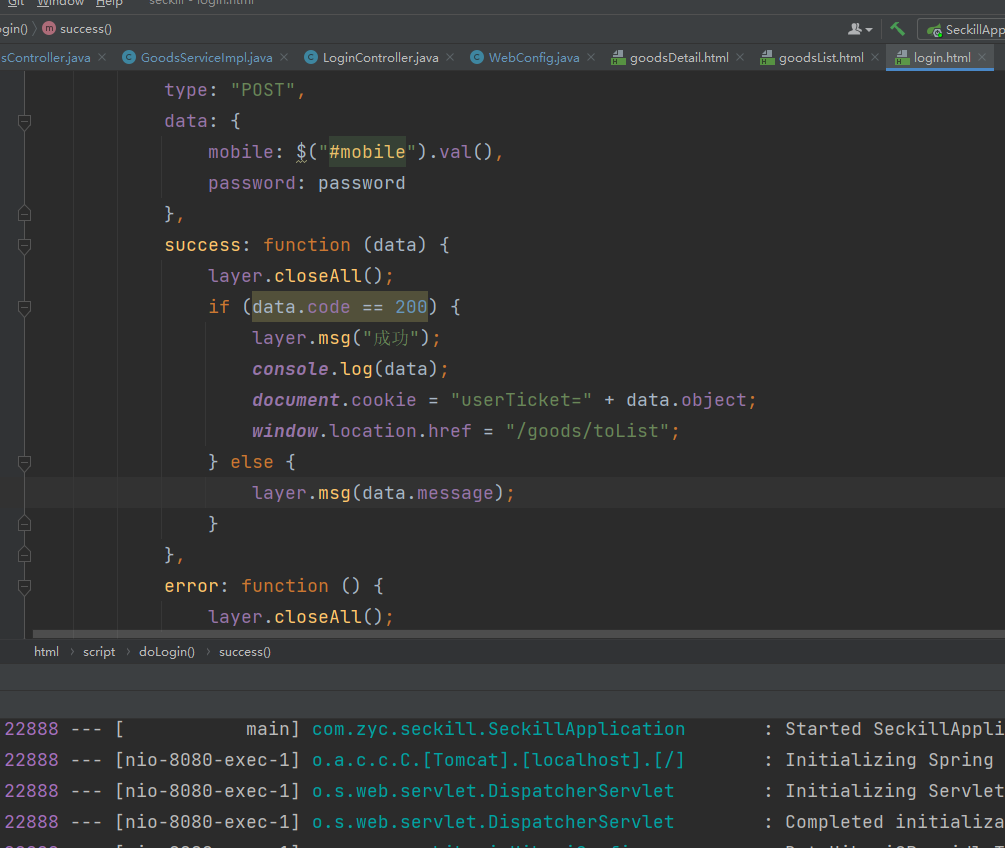 Git Window Help seckill - login.html
ogin() m success() SeckillApp
sController.java GoodsServiceImpl.java LoginController.java WebConfig.java goodsDetail.html goodsList.html login.html
type: "POST",
data: {
mobile: $("#mobile").val(),
password: password
},
success: function (data) {
layer.closeAll();
if (data.code == 200) {
layer.msg("成功");
console.log(data);
document.cookie = "userTicket=" + data.object;
window.location.href = "/goods/toList";
} else {
layer.msg(data.message);
}
},
error: function () {
layer.closeAll();
html script doLogin() success()
22888 --- [ main] com.zyc.seckill.SeckillApplication : Started SeckillAppli
22888 --- [nio-8080-exec-1] o.a.c.c.C.[Tomcat].[localhost].[/] : Initializing Spring
22888 --- [nio-8080-exec-1] o.s.web.servlet.DispatcherServlet : Initializing Servlet
22888 --- [nio-8080-exec-1] o.s.web.servlet.DispatcherServlet : Completed initializa